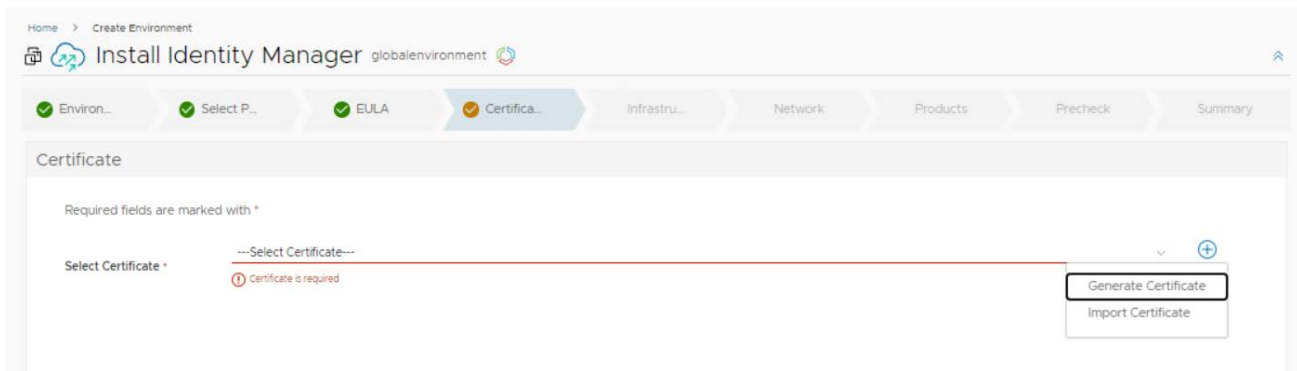 Home > Create Environment
Install Identity Manager globalenvironment
Environ... Select P... EULA Certifica... Infrastru... Network Products Precheck Summary
Certificate
Required fields are marked with *
---Select Certificate---
Select Certificate *
Certificate is required
Generate Certificate
Import Certificate